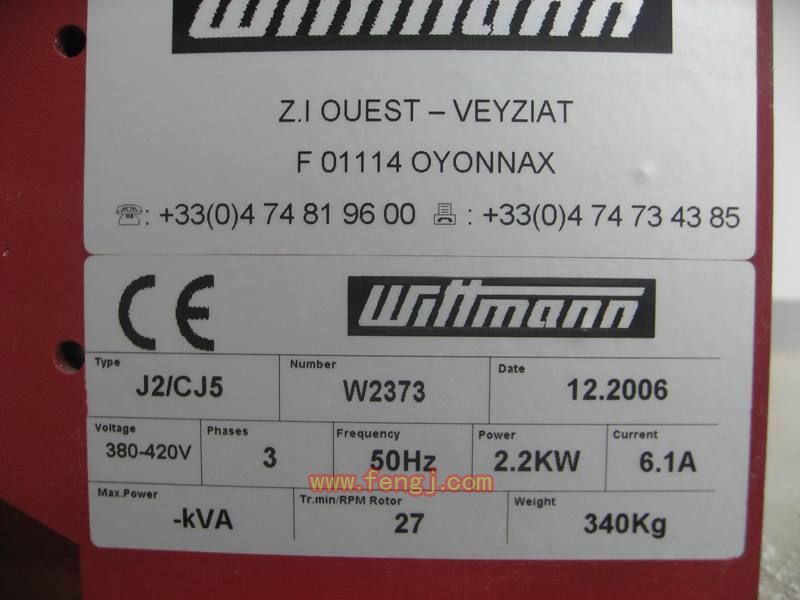 Wittmann
Z.I OUEST – VEYZIAT
F 01114 OYONNAX
☎: +33(0)4 74 81 96 00 📠 : +33(0)4 74 73 43 85
CE Wittmann
Type Number Date
J2/CJ5 W2373 12.2006
Voltage Phases Frequency Power Current
380-420V 3 50Hz 2.2KW 6.1A
www.fengj.com
Max.Power Tr.min/RPM Rotor Weight
-kVA 27 340Kg